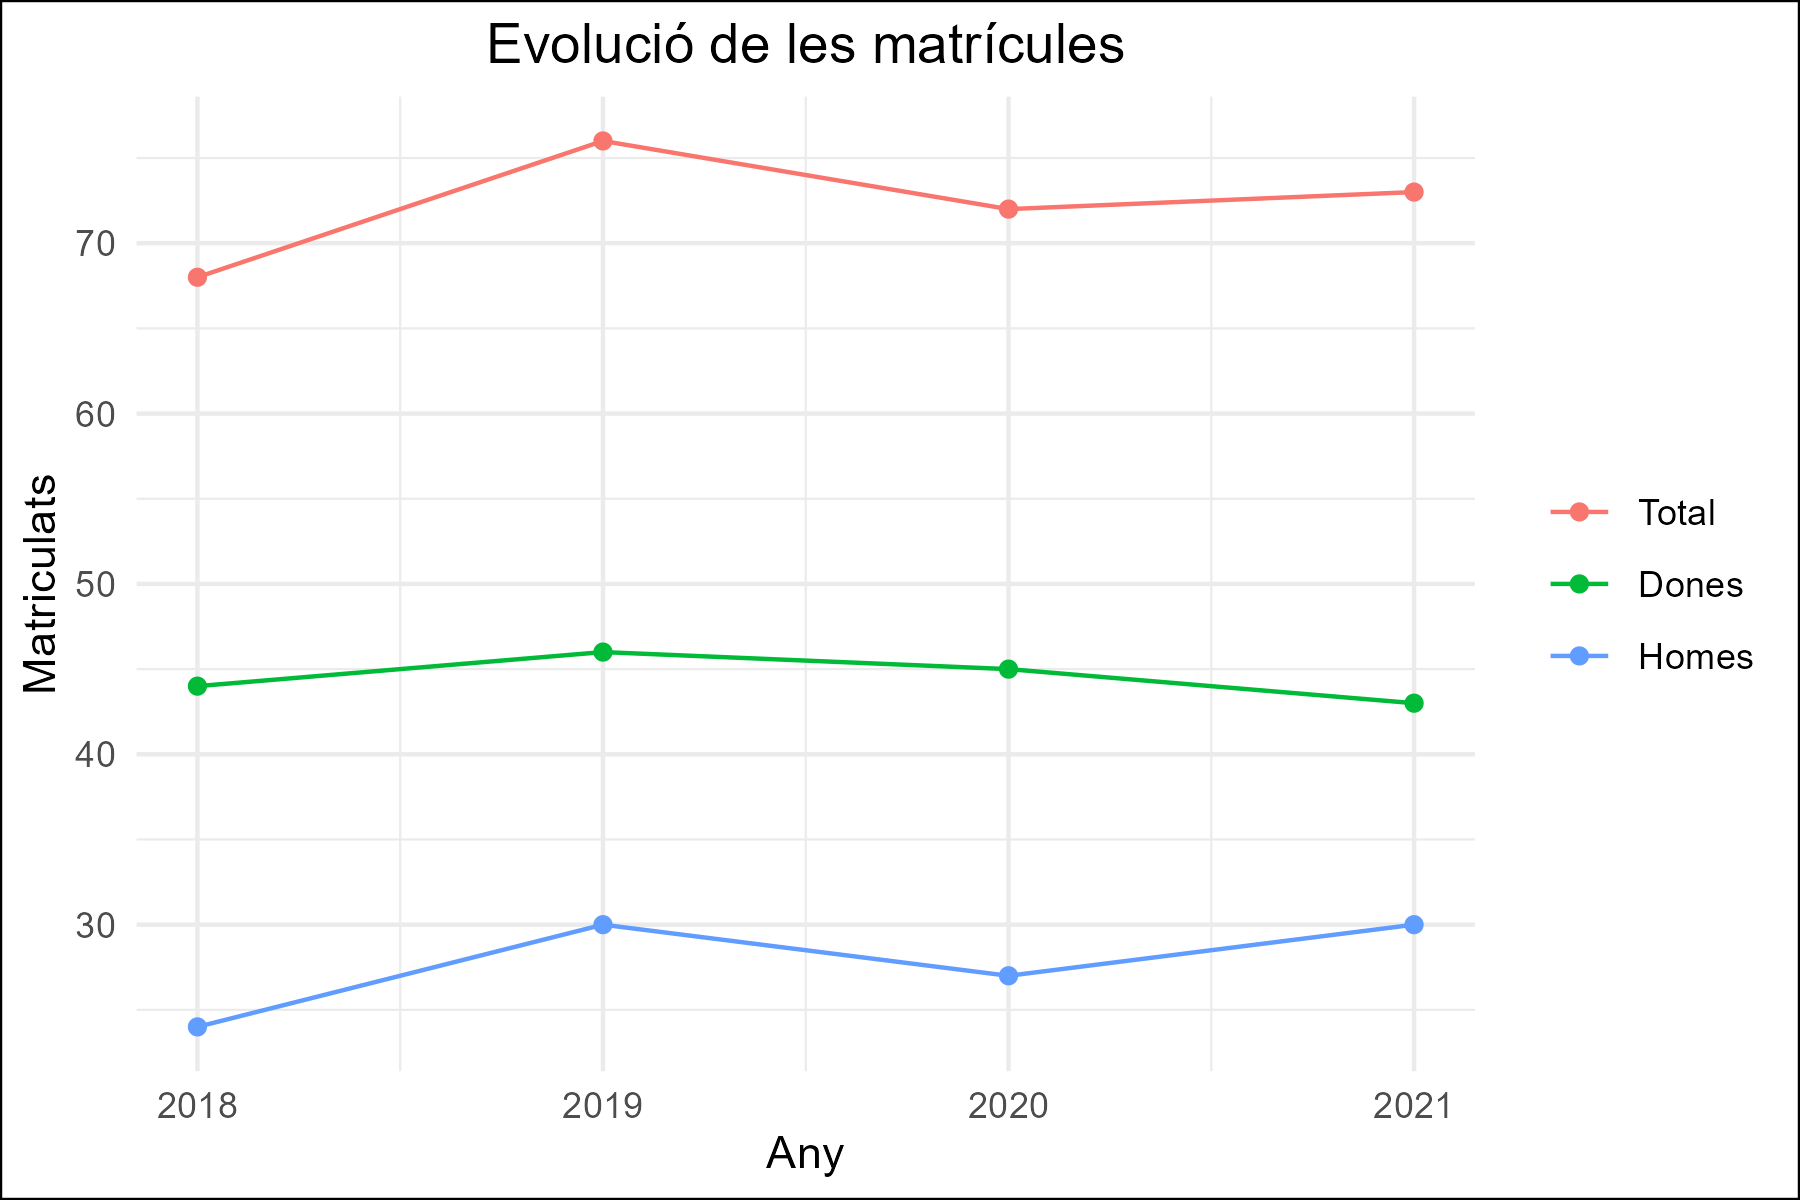 Evolució de les matrícules
70
60
50
40
30
Matriculats
2018 2019 2020 2021
Any
Total
Dones
Homes